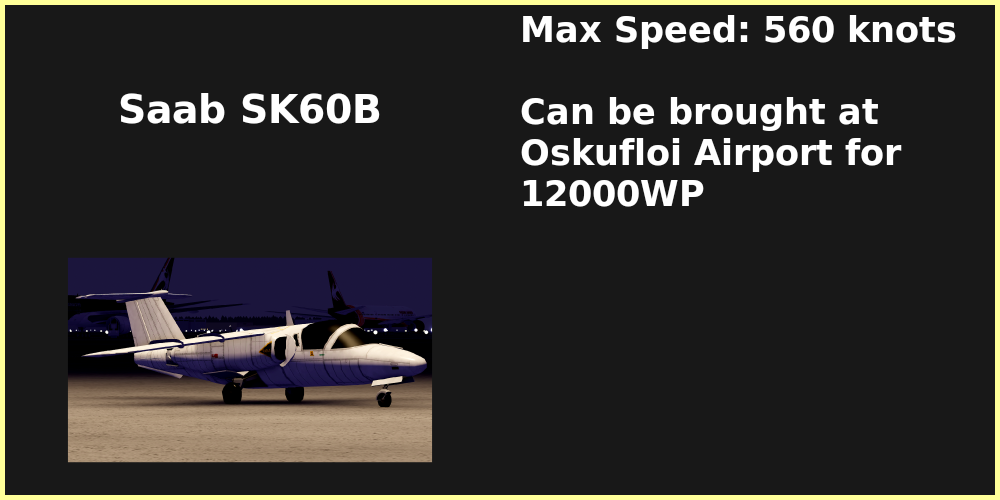 Saab SK60B
Max Speed: 560 knots
Can be brought at
Oskufloi Airport for
12000WP